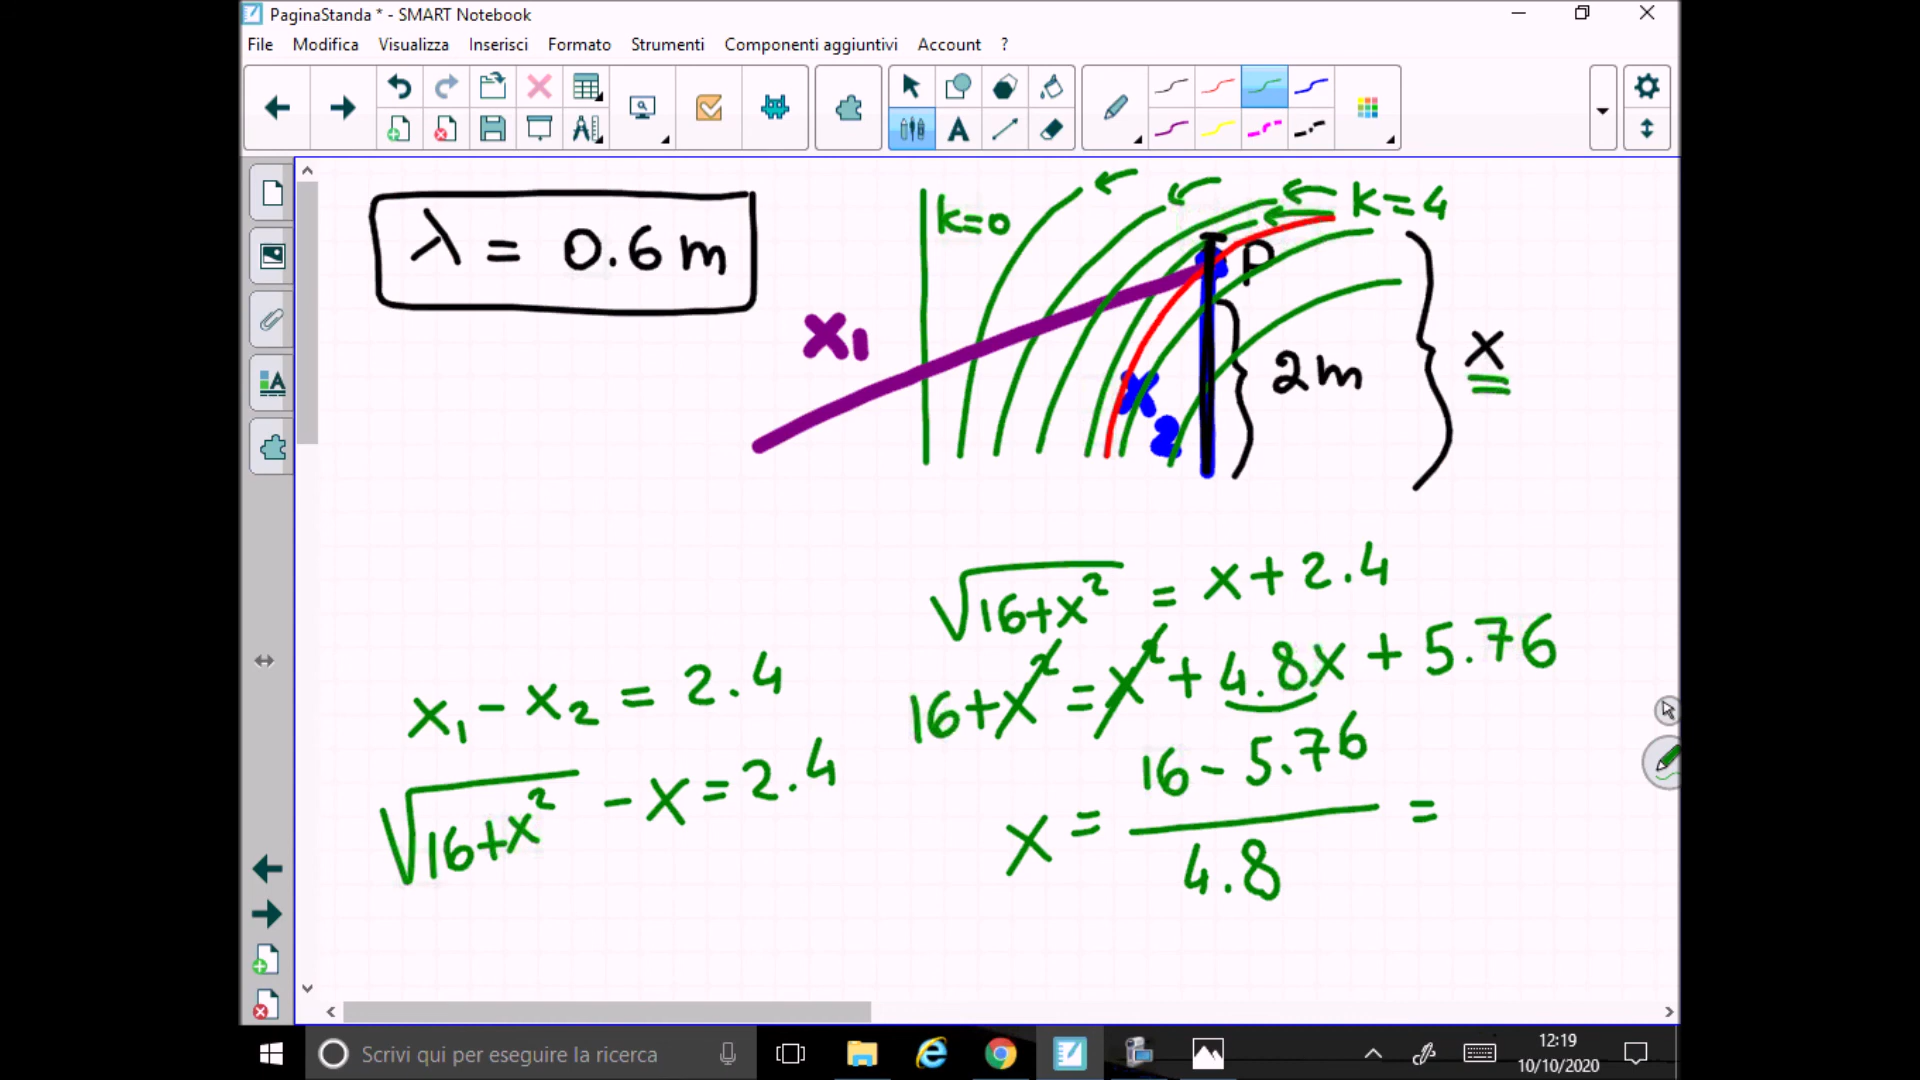 PaginaStanda * - SMART Notebook
File Modifica Visualizza Inserisci Formato Strumenti Componenti aggiuntivi Account ?
λ = 0.6 m
k=0
k=4
P
x₁
x₂
2m
x
√(16+x²) = x+2.4
16+x² = x² + 4.8x + 5.76
x = (16 - 5.76)/4.8 =
x₁ - x₂ = 2.4
√(16+x²) - x = 2.4
Scrivi qui per eseguire la ricerca
12:19
10/10/2020